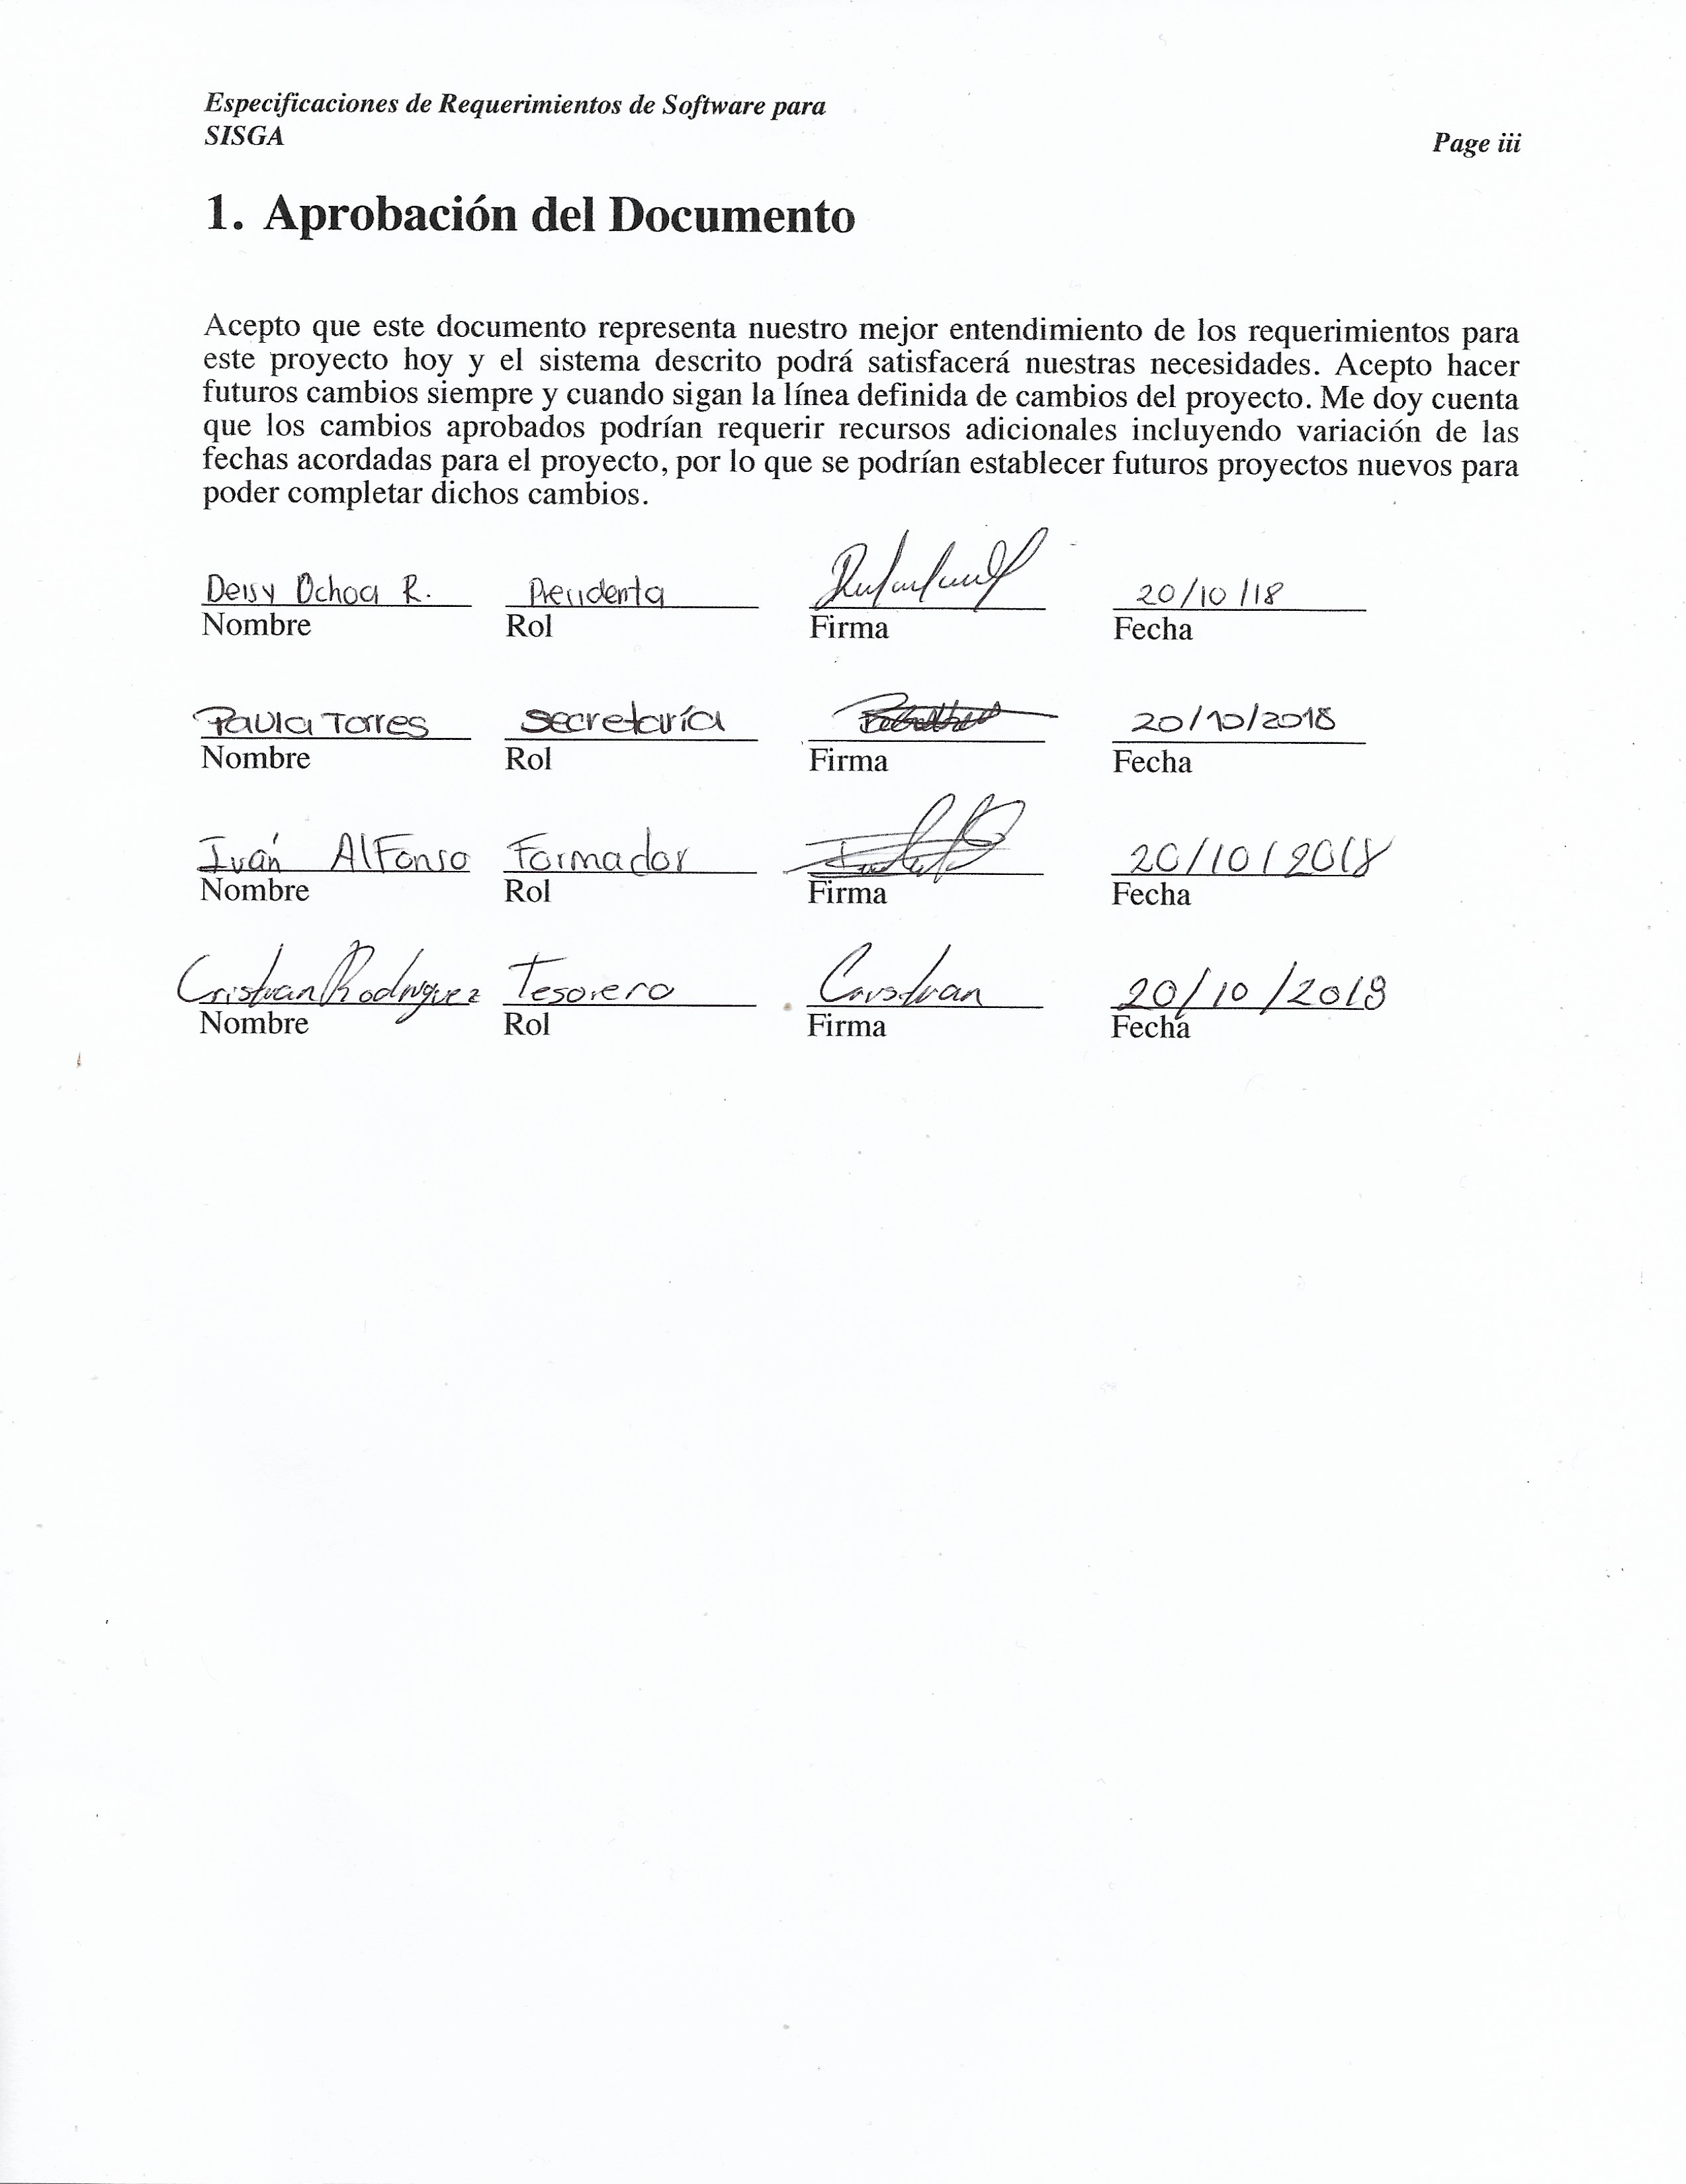 Especificaciones de Requerimientos de Software para
SISGA
Page iii
1. Aprobación del Documento
Acepto que este documento representa nuestro mejor entendimiento de los requerimientos para
este proyecto hoy y el sistema descrito podrá satisfacerá nuestras necesidades. Acepto hacer
futuros cambios siempre y cuando sigan la línea definida de cambios del proyecto. Me doy cuenta
que los cambios aprobados podrían requerir recursos adicionales incluyendo variación de las
fechas acordadas para el proyecto, por lo que se podrían establecer futuros proyectos nuevos para
poder completar dichos cambios.
Deisy Ochoa R. Presidenta 20/10/18
Nombre Rol Firma Fecha
Paula Torres secretaría 20/10/2018
Nombre Rol Firma Fecha
Iván Alfonso Formador 20/10/2018
Nombre Rol Firma Fecha
Cristian Rodriguez Tesorero Cristian 20/10/2018
Nombre Rol Firma Fecha